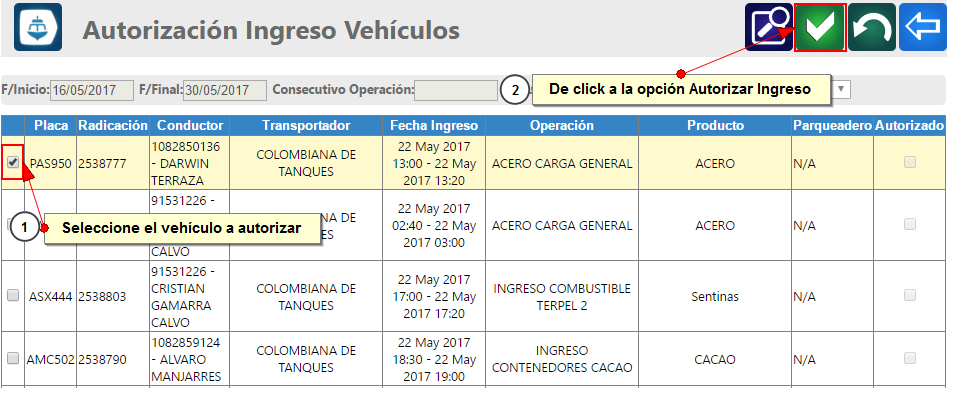 Autorización Ingreso Vehículos
F/Inicio: 16/05/2017 F/Final: 30/05/2017 Consecutivo Operación: 2 De click a la opción Autorizar Ingreso
Placa Radicación Conductor Transportador Fecha Ingreso Operación Producto Parqueadero Autorizado
PAS950 2538777 1082850136 - DARWIN TERRAZA COLOMBIANA DE TANQUES 22 May 2017 13:00 - 22 May 2017 13:20 ACERO CARGA GENERAL ACERO N/A
91531226 - CALVO NA DE 22 May 2017 02:40 - 22 May 2017 03:00 ACERO CARGA GENERAL ACERO N/A
1 Seleccione el vehículo a autorizar
ASX444 2538803 91531226 - CRISTIAN GAMARRA CALVO COLOMBIANA DE TANQUES 22 May 2017 17:00 - 22 May 2017 17:20 INGRESO COMBUSTIBLE TERPEL 2 Sentinas N/A
AMC502 2538790 1082859124 - ALVARO MANJARRES COLOMBIANA DE TANQUES 22 May 2017 18:30 - 22 May 2017 19:00 INGRESO CONTENEDORES CACAO CACAO N/A